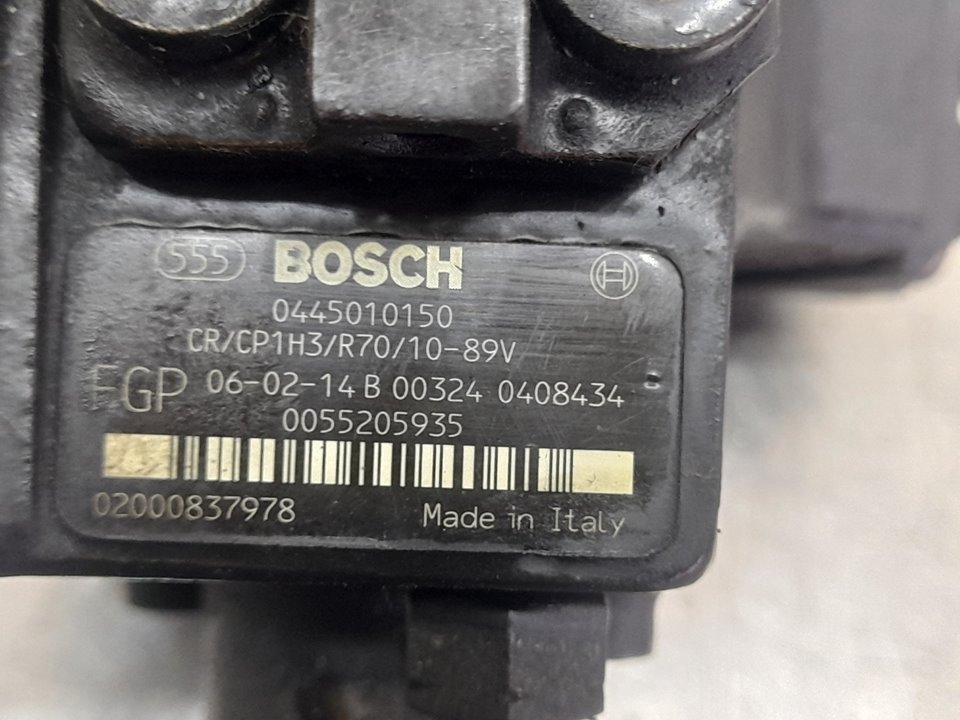 555 BOSCH
0445010150
CR/CP1H3/R70/10-89V
FGP 06-02-14 B 00324 0408434
0055205935
02000837978 Made in Italy